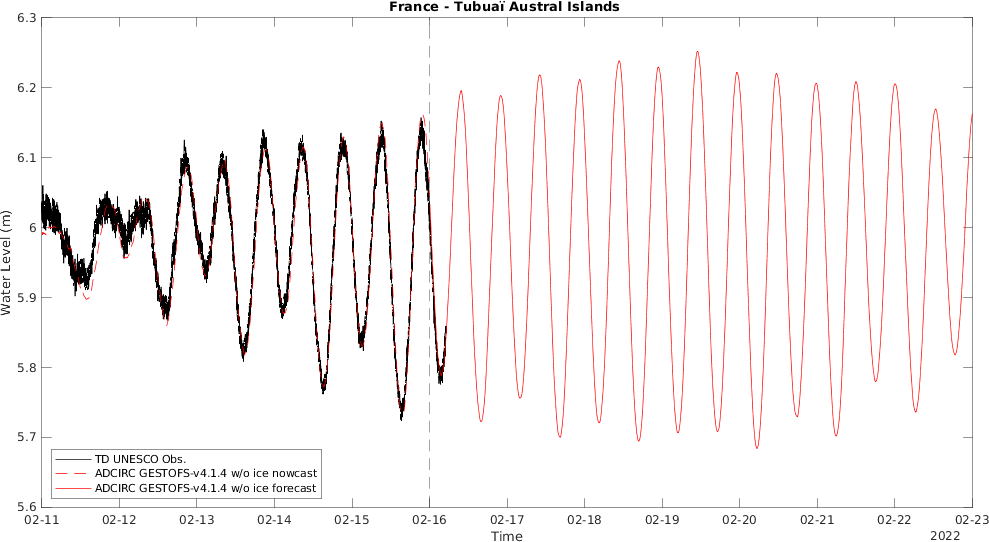 France - Tubuaï Austral Islands
6.3
6.2
6.1
6
5.9
5.8
5.7
5.6
Water Level (m)
TD UNESCO Obs.
ADCIRC GESTOFS-v4.1.4 w/o ice nowcast
ADCIRC GESTOFS-v4.1.4 w/o ice forecast
02-11 02-12 02-13 02-14 02-15 02-16 02-17 02-18 02-19 02-20 02-21 02-22 02-23
Time
2022